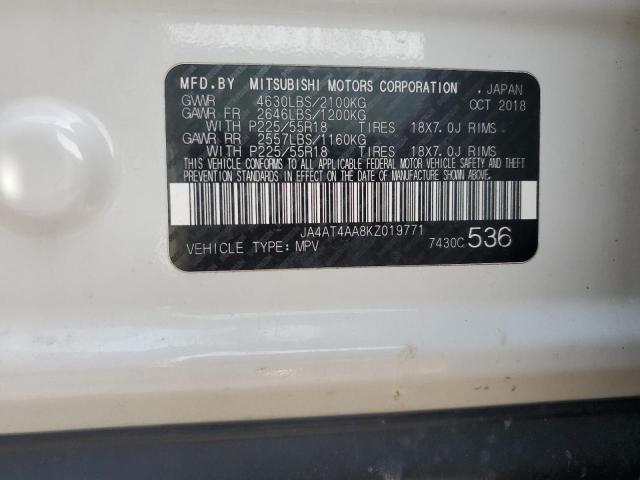 MFD.BY MITSUBISHI MOTORS CORPORATION . JAPAN
GVWR 4630LBS/2100KG OCT 2018
GAWR FR 2646LBS/1200KG
WITH P225/55R18 TIRES 18X7.0J RIMS.
GAWR RR 2557LBS/1160KG
WITH P225/55R18 TIRES 18X7.0J RIMS.
THIS VEHICLE CONFORMS TO ALL APPLICABLE FEDERAL MOTOR VEHICLE SAFETY AND THEFT
PREVENTION STANDARDS IN EFFECT ON THE DATE OF MANUFACTURE SHOWN ABOVE.
JA4AT4AA8KZ019771
VEHICLE TYPE: MPV 7430C 536